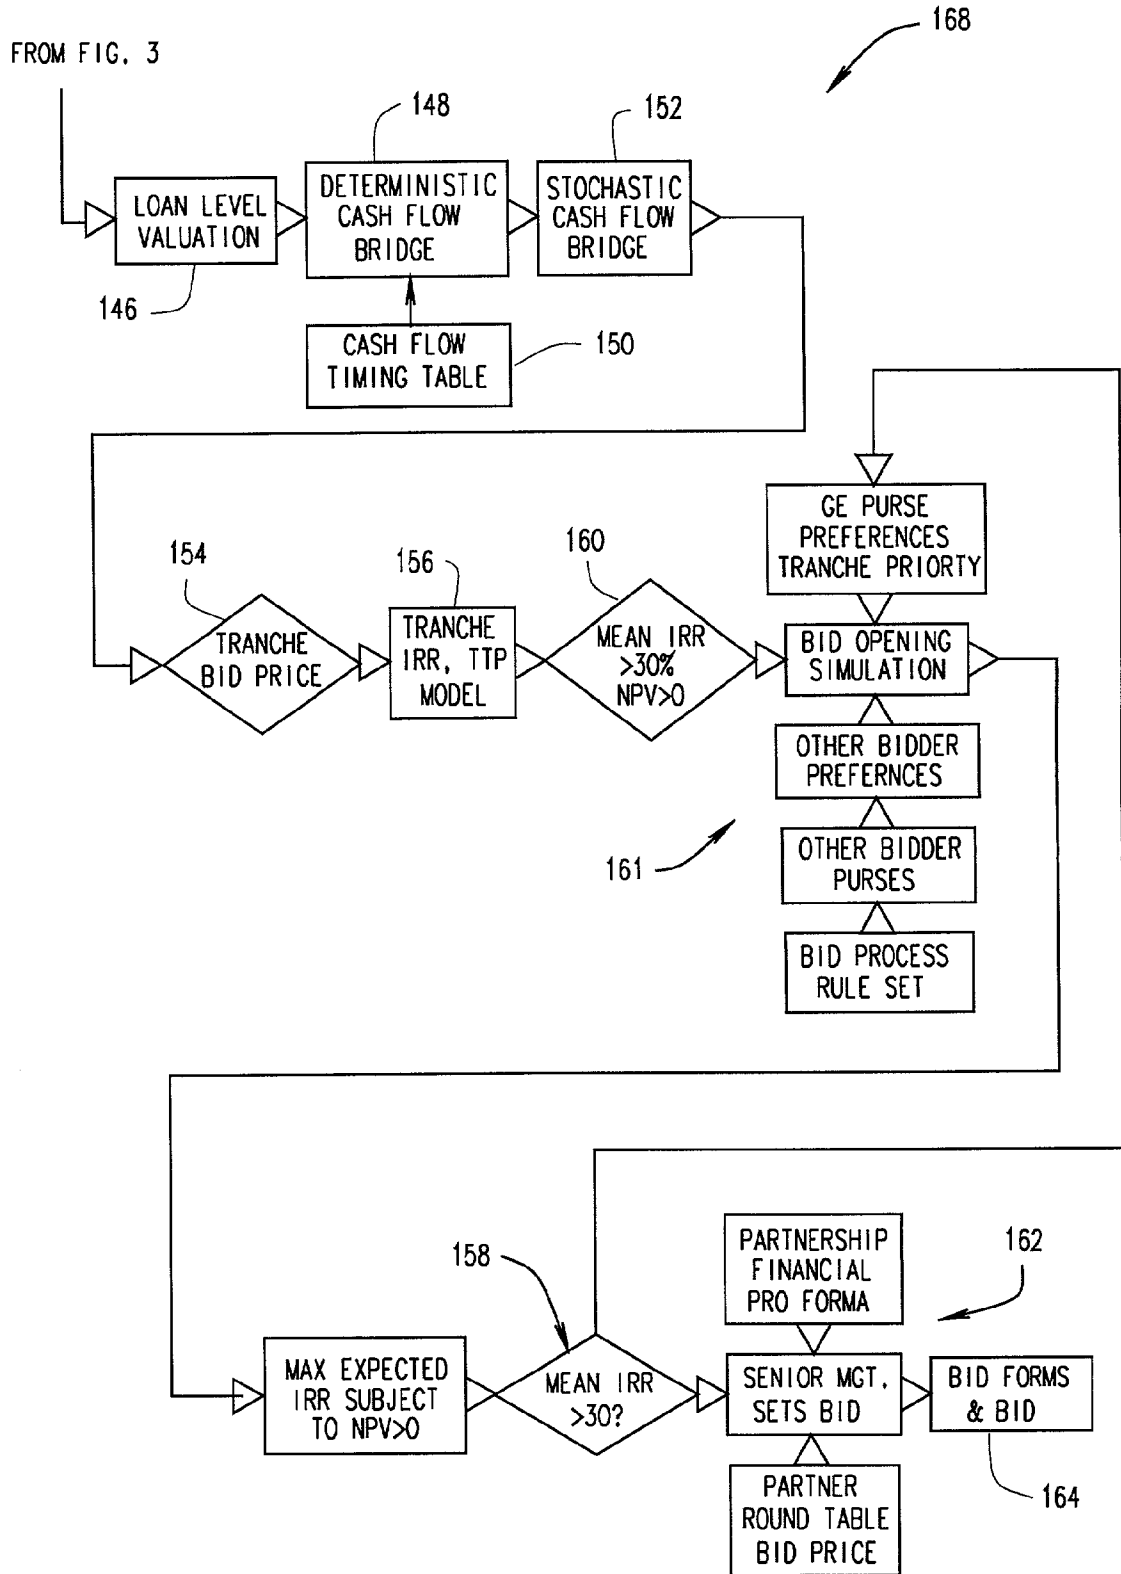 168
FROM FIG. 3
148
152
LOAN LEVEL
VALUATION
DETERMINISTIC
CASH FLOW
BRIDGE
STOCHASTIC
CASH FLOW
BRIDGE
146
CASH FLOW
TIMING TABLE
150
GE PURSE
PREFERENCES
TRANCHE PRIORTY
154
156
160
TRANCHE
BID PRICE
TRANCHE
IRR, TTP
MODEL
MEAN IRR
>30%
NPV>0
BID OPENING
SIMULATION
OTHER BIDDER
PREFERNCES
161
OTHER BIDDER
PURSES
BID PROCESS
RULE SET
158
PARTNERSHIP
FINANCIAL
PRO FORMA
162
MAX EXPECTED
IRR SUBJECT
TO NPV>0
MEAN IRR
>30?
SENIOR MGT.
SETS BID
BID FORMS
& BID
PARTNER
ROUND TABLE
BID PRICE
164